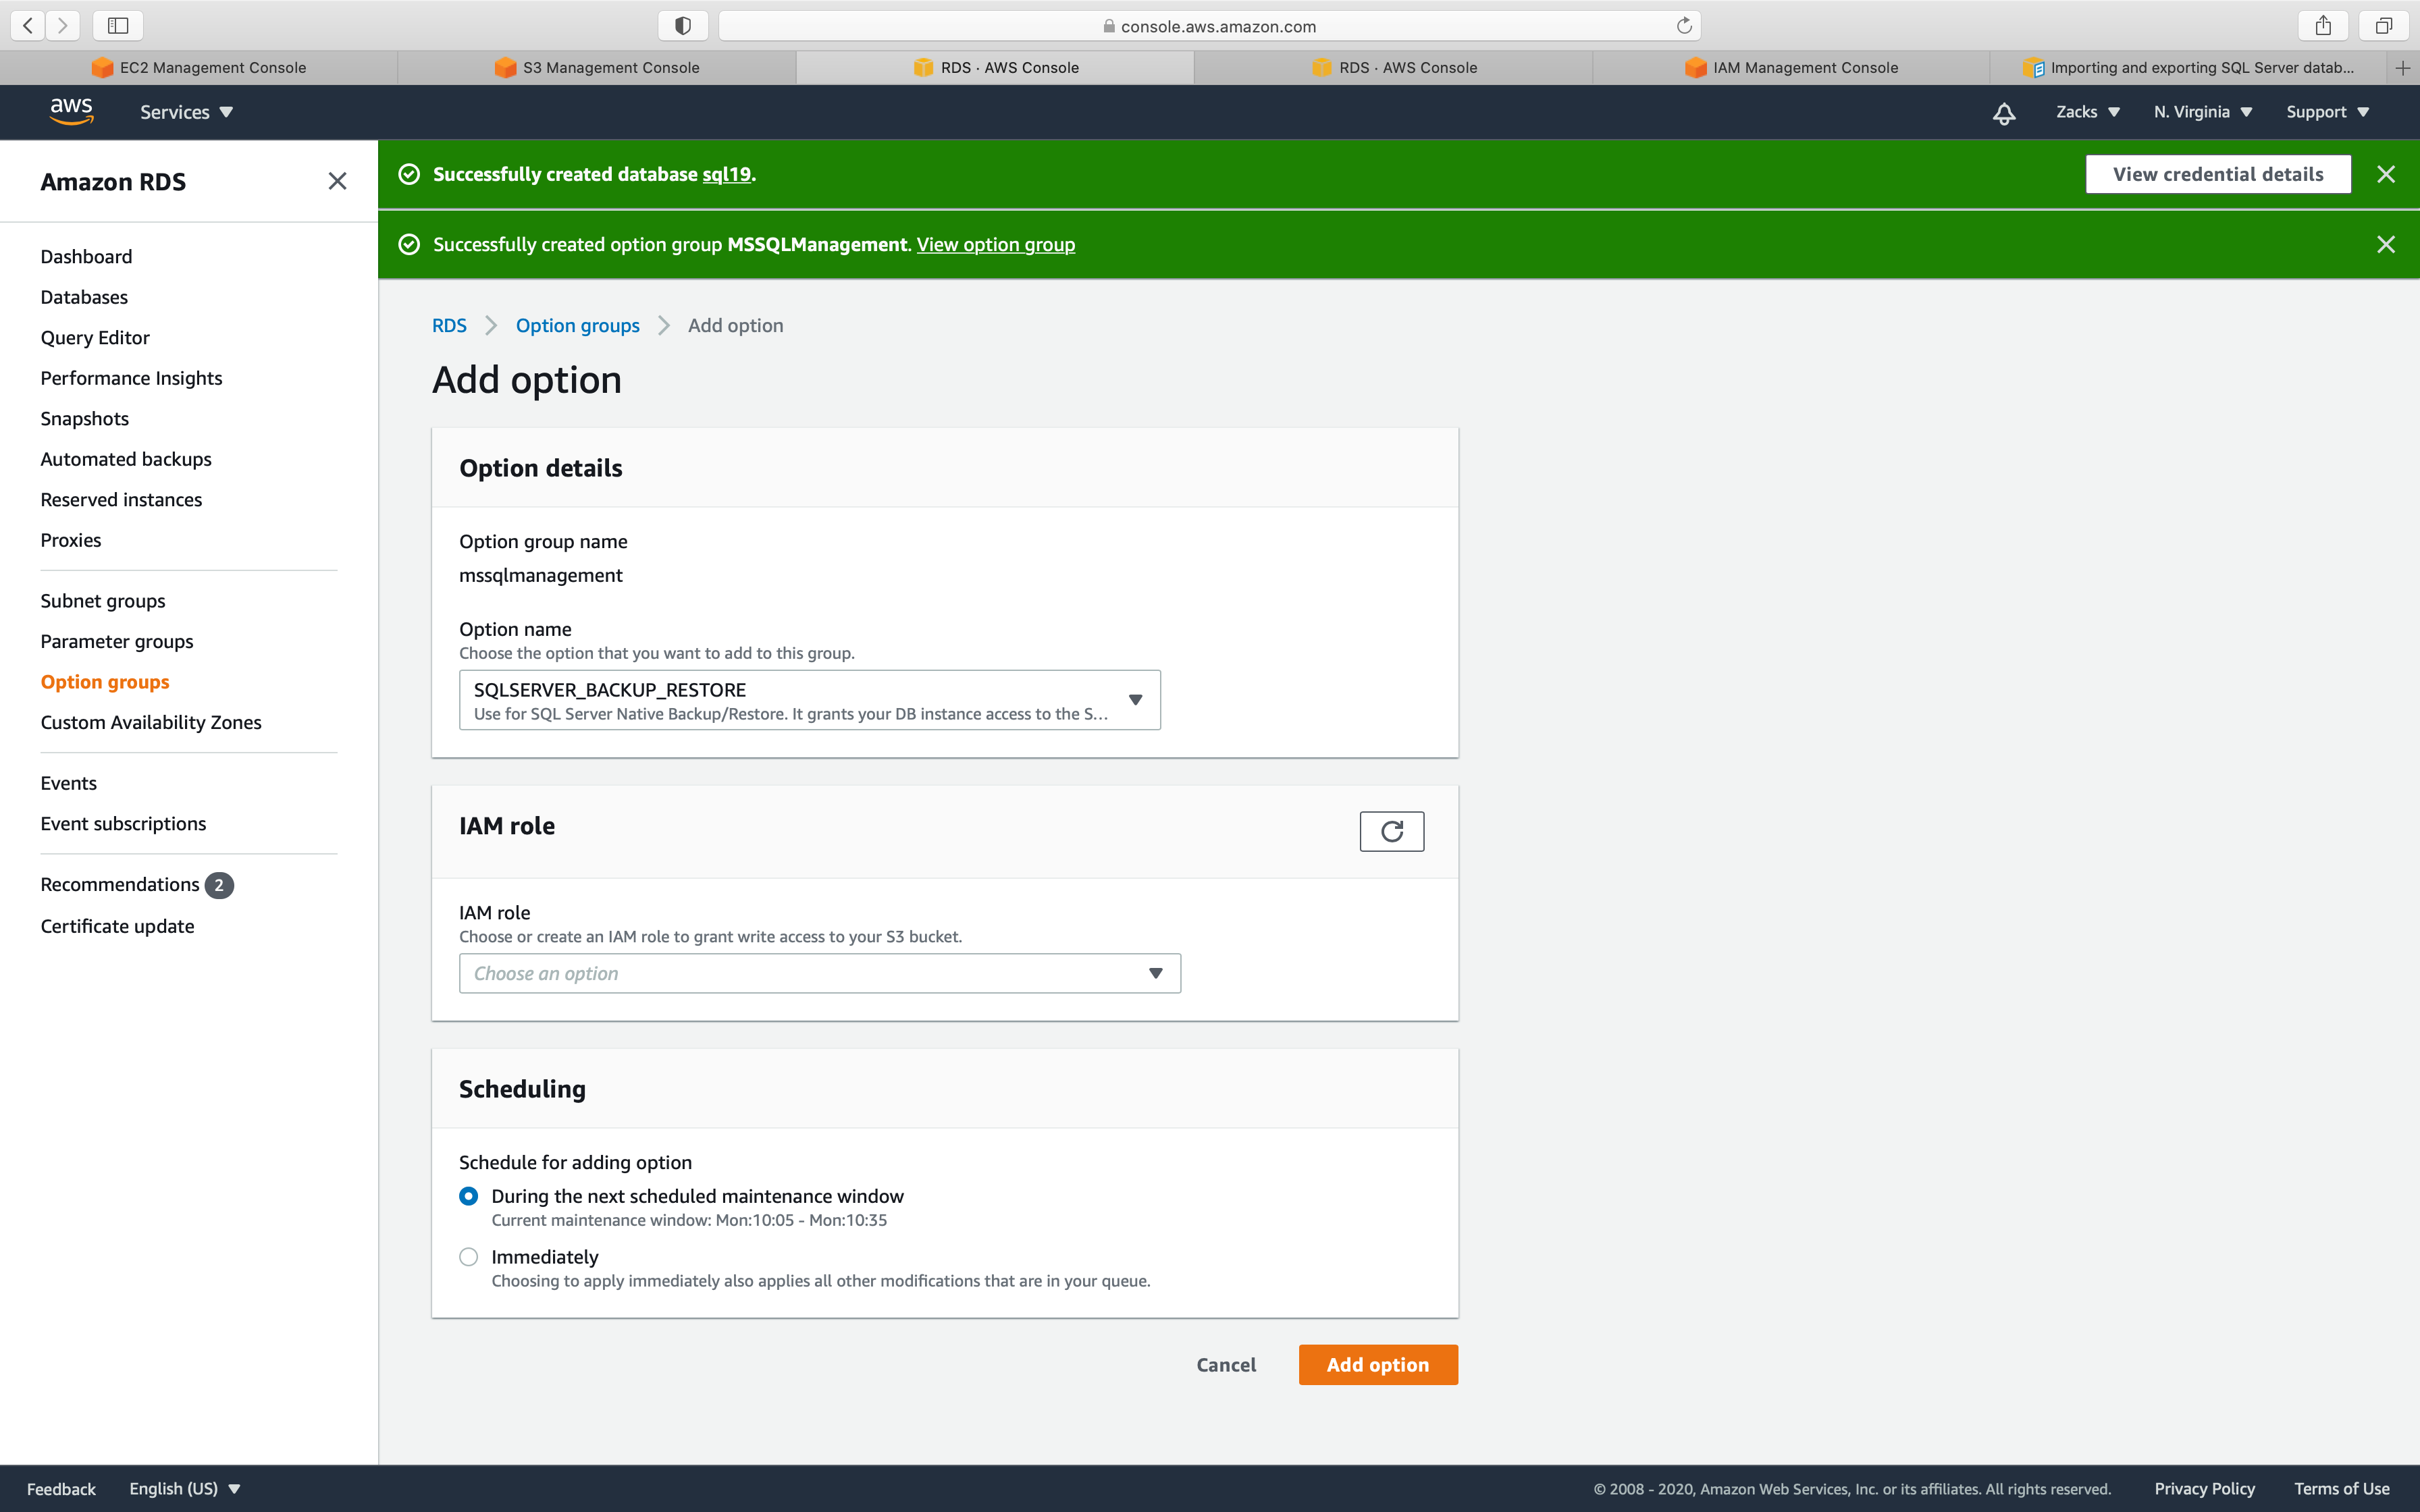 console.aws.amazon.com
EC2 Management Console
S3 Management Console
RDS · AWS Console
RDS · AWS Console
IAM Management Console
Importing and exporting SQL Server datab...
aws
Services
Zacks
N. Virginia
Support
Amazon RDS
Dashboard
Databases
Query Editor
Performance Insights
Snapshots
Automated backups
Reserved instances
Proxies
Subnet groups
Parameter groups
Option groups
Custom Availability Zones
Events
Event subscriptions
Recommendations 2
Certificate update
Successfully created database sql19.
View credential details
Successfully created option group MSSQLManagement. View option group
RDS > Option groups > Add option
Add option
Option details
Option group name
mssqlmanagement
Option name
Choose the option that you want to add to this group.
SQLSERVER_BACKUP_RESTORE
Use for SQL Server Native Backup/Restore. It grants your DB instance access to the S...
IAM role
IAM role
Choose or create an IAM role to grant write access to your S3 bucket.
Choose an option
Scheduling
Schedule for adding option
During the next scheduled maintenance window
Current maintenance window: Mon:10:05 - Mon:10:35
Immediately
Choosing to apply immediately also applies all other modifications that are in your queue.
Cancel
Add option
Feedback
English (US)
© 2008 - 2020, Amazon Web Services, Inc. or its affiliates. All rights reserved.
Privacy Policy
Terms of Use